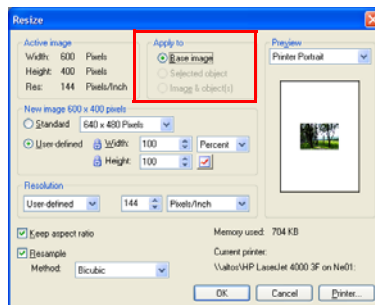 Resize
Active image
Width: 600 Pixels
Height: 400 Pixels
Res: 144 Pixels/Inch
Apply to
Base image
Selected object
Image & object(s)
Preview
Printer Portrait
New image 600 x 400 pixels
Standard 640 x 480 Pixels
User-defined Width: 100 Percent
Height: 100
Resolution
User-defined 144 Pixels/Inch
Keep aspect ratio
Resample
Method: Bicubic
Memory used: 704 KB
Current printer:
\\altos\HP LaserJet 4000 3F on Ne01:
OK Cancel Printer...